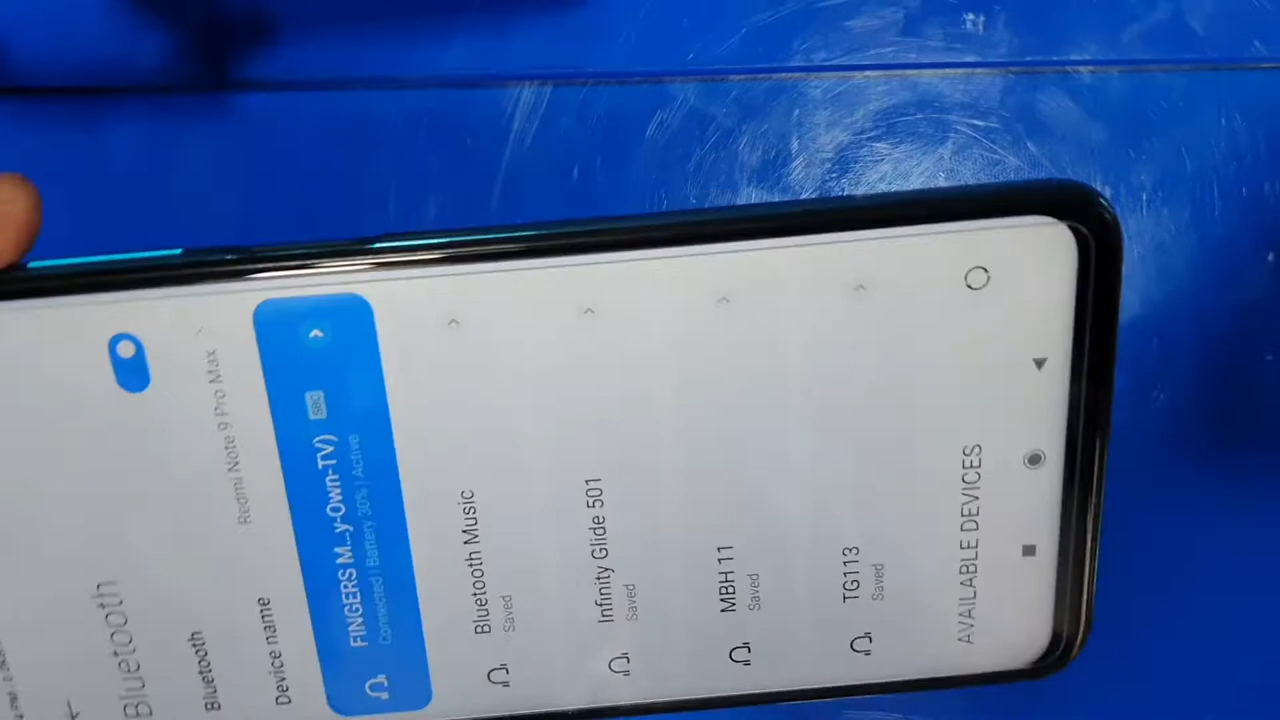 Bluetooth
Bluetooth
Device name
Redmi Note 9 Pro Max
FINGERS M...y-Own-TV) SBC
Connected | Battery 30% | Active
Bluetooth Music
Saved
Infinity Glide 501
Saved
MBH 11
Saved
TG113
Saved
AVAILABLE DEVICES